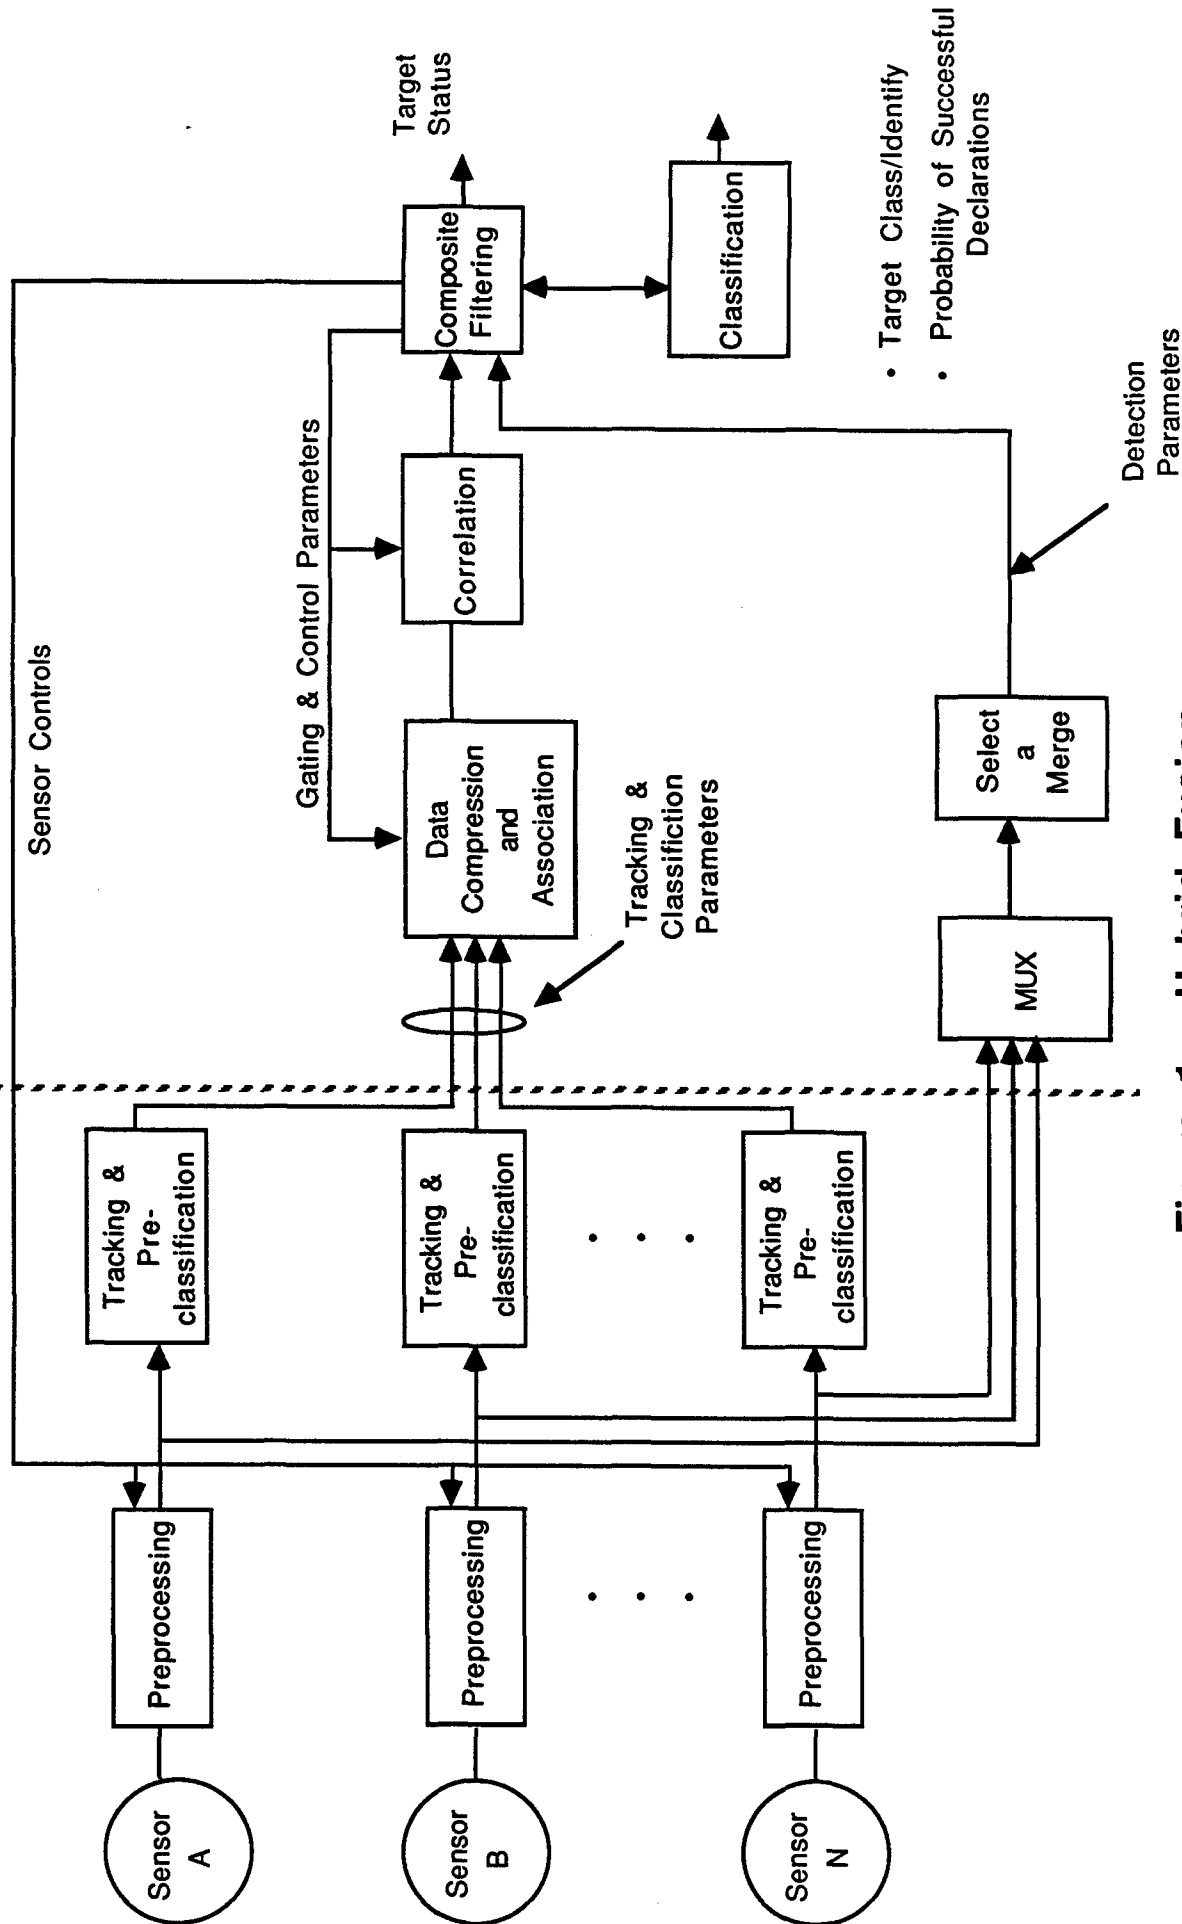 Sensor Controls
Gating & Control Parameters
Target
Status
Sensor
A
Preprocessing
Tracking &
Pre-
classification
Sensor
B
Preprocessing
Tracking &
Pre-
classification
Data
Compression
and
Association
Correlation
Composite
Filtering
Tracking &
Classifiction
Parameters
Classification
Sensor
N
Preprocessing
Tracking &
Pre-
classification
• Target Class/Identify
• Probability of Successful
Declarations
MUX
Select
a
Merge
Detection
Parameters